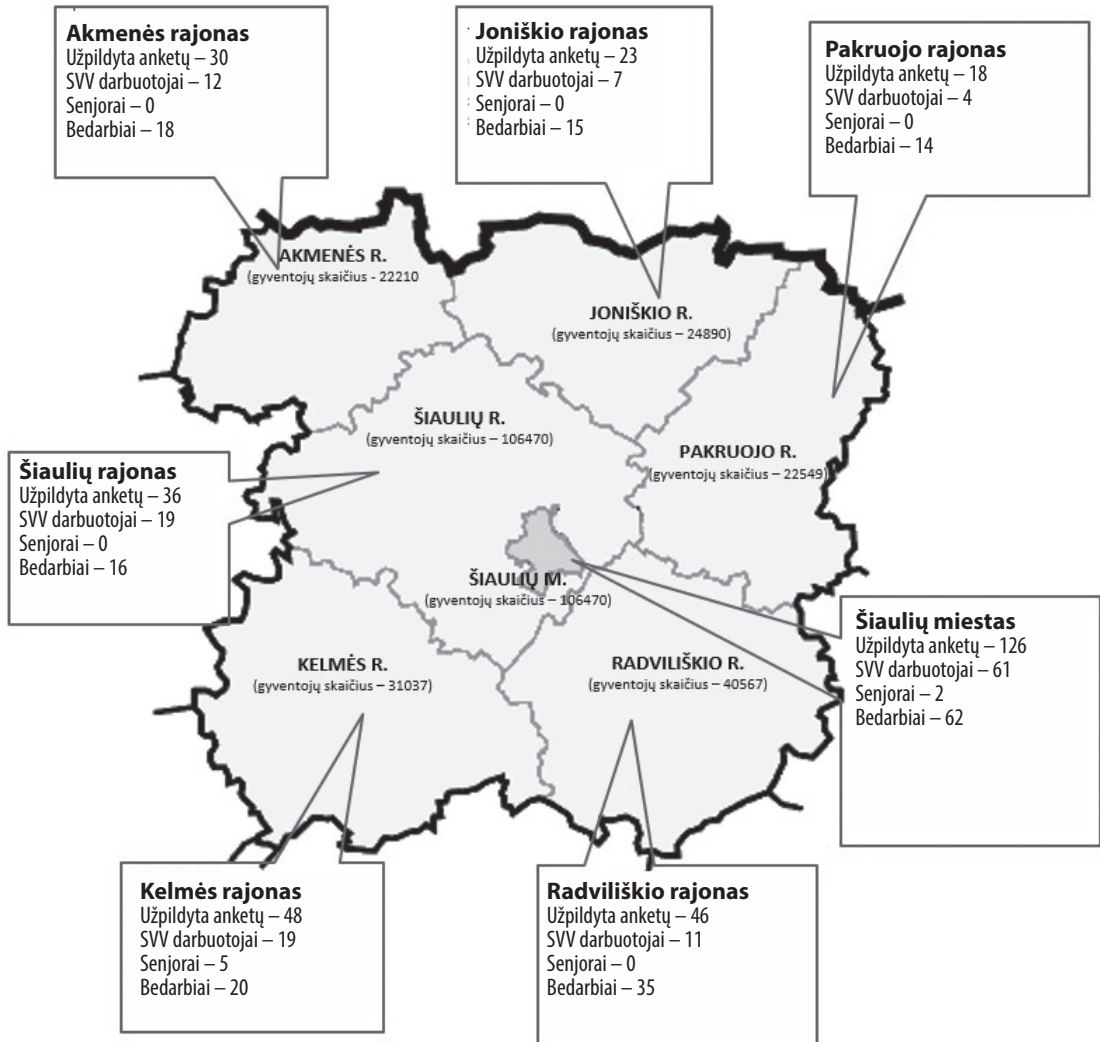 Akmenės rajonas
Užpildyta anketų – 30
SVV darbuotojai – 12
Senjorai – 0
Bedarbiai – 18
Joniškio rajonas
Užpildyta anketų – 23
SVV darbuotojai – 7
Senjorai – 0
Bedarbiai – 15
Pakruojo rajonas
Užpildyta anketų – 18
SVV darbuotojai – 4
Senjorai – 0
Bedarbiai – 14
AKMENĖS R.
(gyventojų skaičius - 22210
JONIŠKIO R.
(gyventojų skaičius – 24890)
ŠIAULIŲ R.
(gyventojų skaičius – 106470)
PAKRUOJO R.
(gyventojų skaičius – 22549)
Šiaulių rajonas
Užpildyta anketų – 36
SVV darbuotojai – 19
Senjorai – 0
Bedarbiai – 16
ŠIAULIŲ M.
(gyventojų skaičius – 106470)
Šiaulių miestas
Užpildyta anketų – 126
SVV darbuotojai – 61
Senjorai – 2
Bedarbiai – 62
KELMĖS R.
(gyventojų skaičius – 31037)
RADVILIŠKIO R.
(gyventojų skaičius – 40567)
Kelmės rajonas
Užpildyta anketų – 48
SVV darbuotojai – 19
Senjorai – 5
Bedarbiai – 20
Radviliškio rajonas
Užpildyta anketų – 46
SVV darbuotojai – 11
Senjorai – 0
Bedarbiai – 35